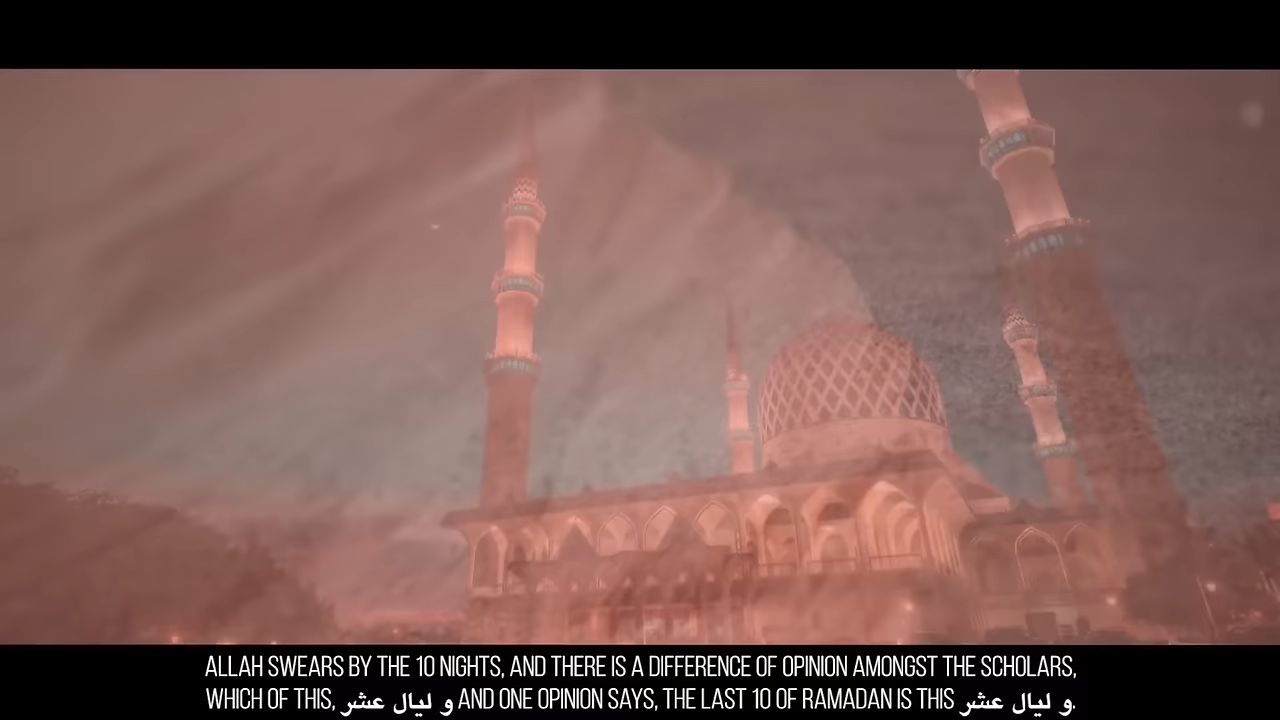 ALLAH SWEARS BY THE 10 NIGHTS, AND THERE IS A DIFFERENCE OF OPINION AMONGST THE SCHOLARS,
WHICH OF THIS, و ليال عشر AND ONE OPINION SAYS, THE LAST 10 OF RAMADAN IS THIS و ليال عشر.